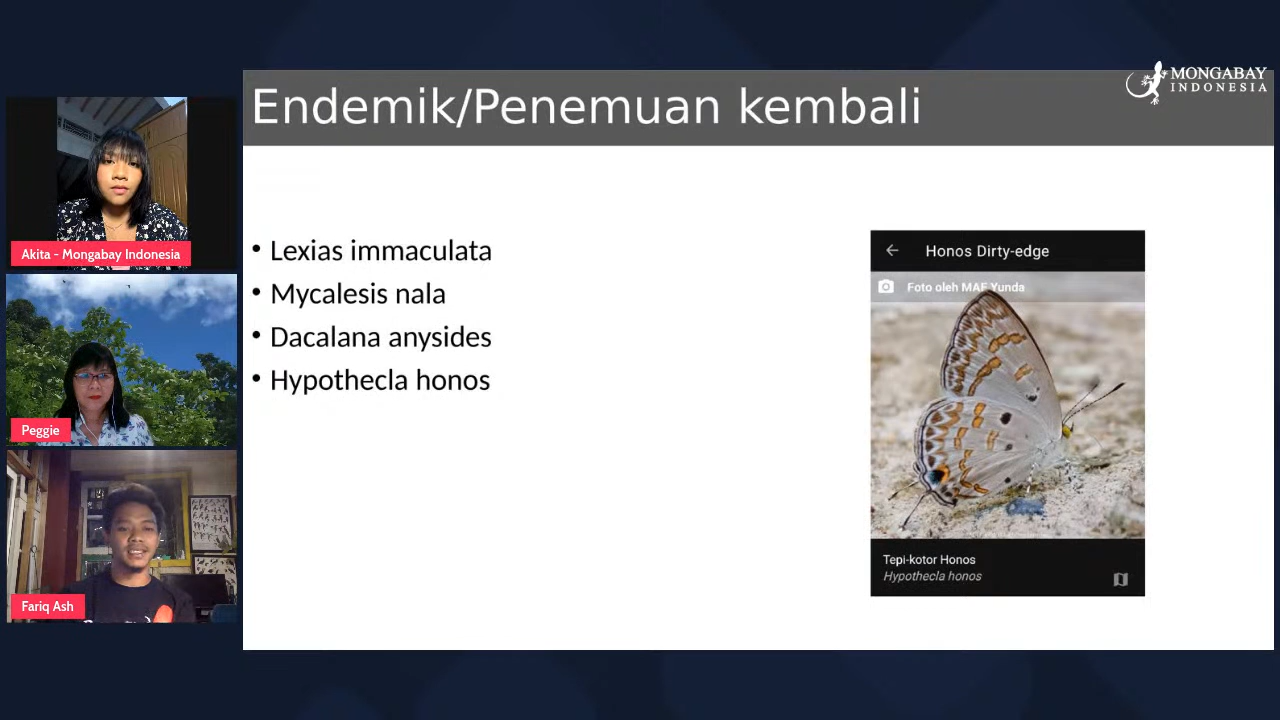 MONGABAY
INDONESIA
Endemik/Penemuan kembali
Akita - Mongabay Indonesia
Peggie
Fariq Ash
• Lexias immaculata
• Mycalesis nala
• Dacalana anysides
• Hypothecla honos
Honos Dirty-edge
Foto oleh MAF Yunda
Tepi-kotor Honos
Hypothecla honos